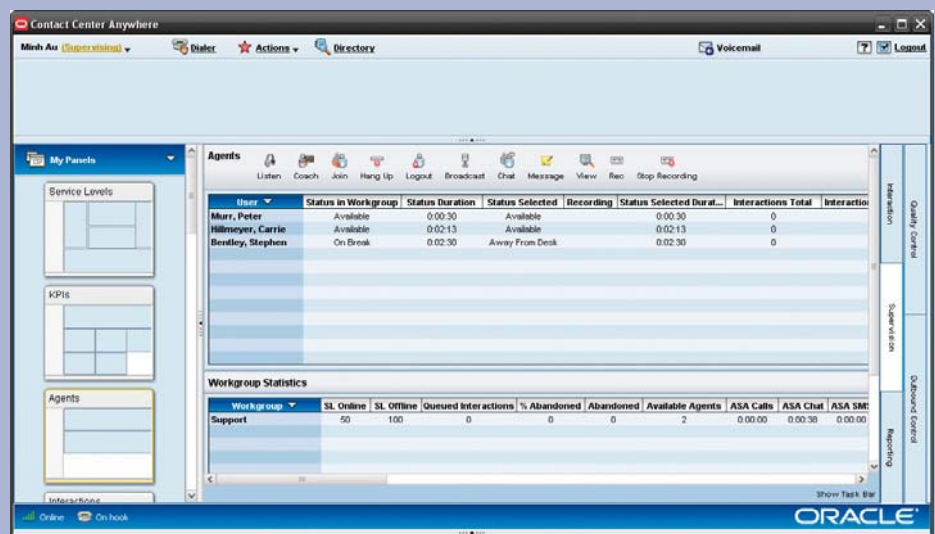 Contact Center Anywhere
Minh Au (Supervising) Dialer Actions Directory Voicemail ? Logout
My Panels
Service Levels
KPIs
Agents
Interactions
Agents
Listen Coach Join Hang Up Logout Broadcast Chat Message View Rec Stop Recording
User Status in Workgroup Status Duration Status Selected Recording Status Selected Durat... Interactions Total Interaction
Murr, Peter Available 0:00:30 Available 0:00:30 0
Hillmeyer, Carrie Available 0:02:13 Available 0:02:13 0
Bentley, Stephen On Break 0:02:30 Away From Desk 0:02:30 0
Workgroup Statistics
Workgroup SL Online SL Offline Queued Interactions % Abandoned Abandoned Available Agents ASA Calls ASA Chat ASA SMS
Support 50 100 0 0 0 2 0:00:00 0:00:38 0:00:00
Interaction
Supervision
Reporting
Quality Control
Outbound Control
Show Task Bar
Online On hook
ORACLE